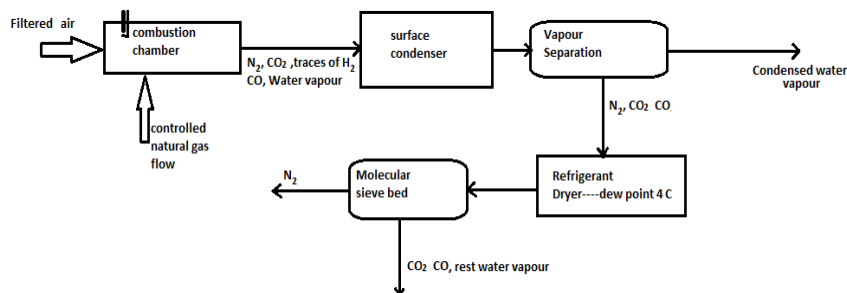 Filtered air
combustion
chamber
N2, CO2 ,traces of H2
CO, Water vapour
surface
condenser
Vapour
Separation
Condensed water
vapour
controlled
natural gas
flow
N2, CO2 CO
N2
Molecular
sieve bed
Refrigerant
Dryer----dew point 4 C
CO2 CO, rest water vapour